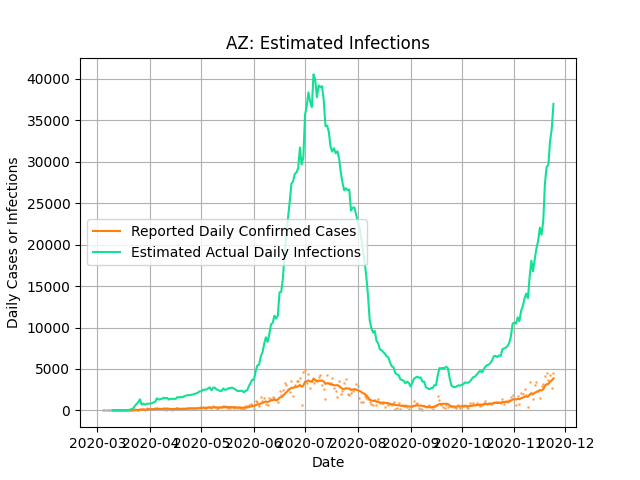 AZ: Estimated Infections
40000
35000
30000
25000
20000
15000
10000
5000
0
Daily Cases or Infections
Reported Daily Confirmed Cases
Estimated Actual Daily Infections
2020-03 2020-04 2020-05 2020-06 2020-07 2020-08 2020-09 2020-10 2020-11 2020-12
Date